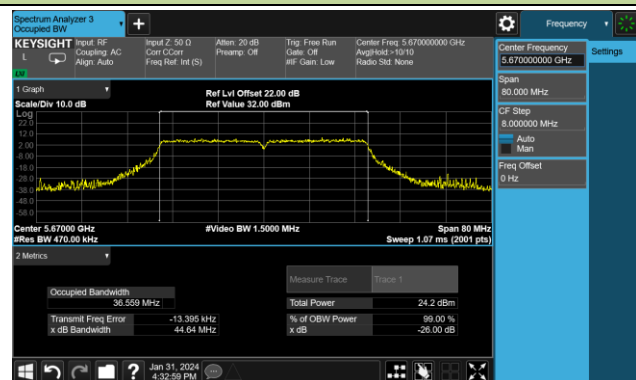 Spectrum Analyzer 3
Occupied BW
Frequency
KEYSIGHT
L
LW
Input: RF
Coupling: AC
Align: Auto
Input Z: 50 Ω
Corr CCorr
Freq Ref: Int (S)
Atten: 20 dB
Preamp: Off
Trig: Free Run
Gate: Off
#IF Gain: Low
Center Freq: 5.670000000 GHz
Avg|Hold:>10/10
Radio Std: None
Center Frequency
5.670000000 GHz
Settings
Span
80.000 MHz
CF Step
8.000000 MHz
Auto
Man
Freq Offset
0 Hz
1 Graph
Scale/Div 10.0 dB
Ref Lvl Offset 22.00 dB
Ref Value 32.00 dBm
Log
22.0
12.0
2.00
-8.00
-18.0
-28.0
-38.0
-48.0
-58.0
Center 5.67000 GHz
#Res BW 470.00 kHz
#Video BW 1.5000 MHz
Span 80 MHz
Sweep 1.07 ms (2001 pts)
2 Metrics
Measure Trace
Trace 1
Occupied Bandwidth
36.559 MHz
Total Power
24.2 dBm
Transmit Freq Error
-13.395 kHz
% of OBW Power
99.00 %
x dB Bandwidth
44.64 MHz
x dB
-26.00 dB
?
Jan 31, 2024
4:32:59 PM